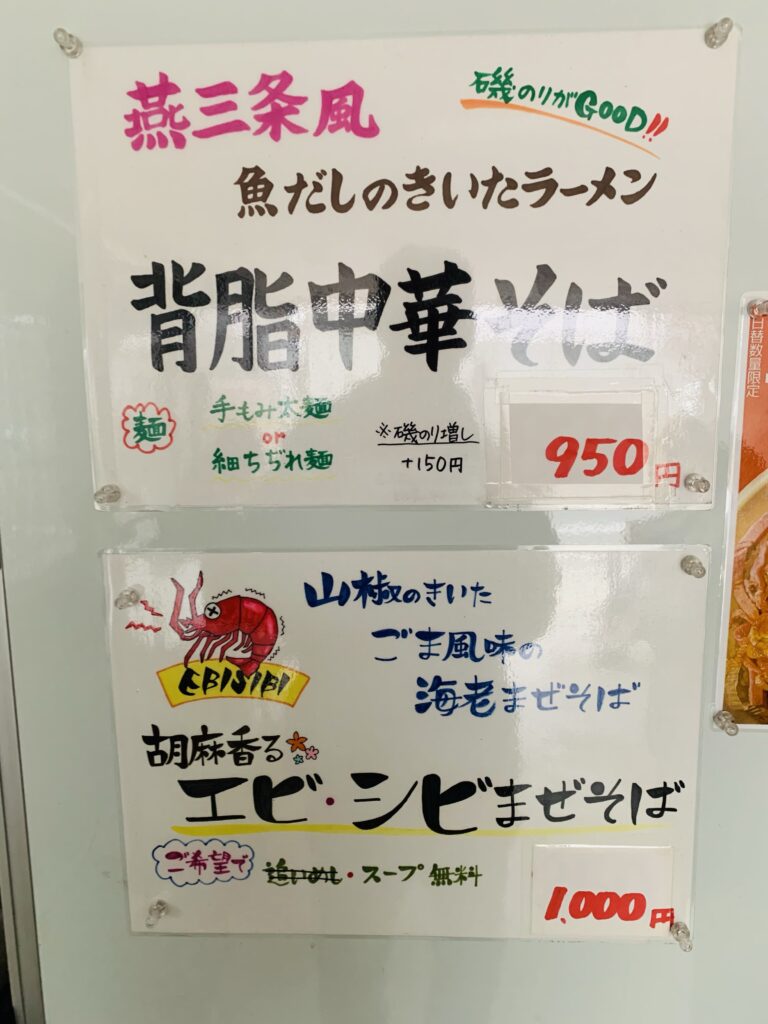 燕三条風
磯のりがGOOD!!
魚だしのきいたラーメン
背脂中華そば
麺
手もみ太麺
or
細ちぢれ麺
※磯のり増し
+150円
950円
日替数量限定
EBISIBI
山椒のきいた
ごま風味の
海老まぜそば
胡麻香る
エビ・シビまぜそば
ご希望で
追いめし・スープ無料
1,000円